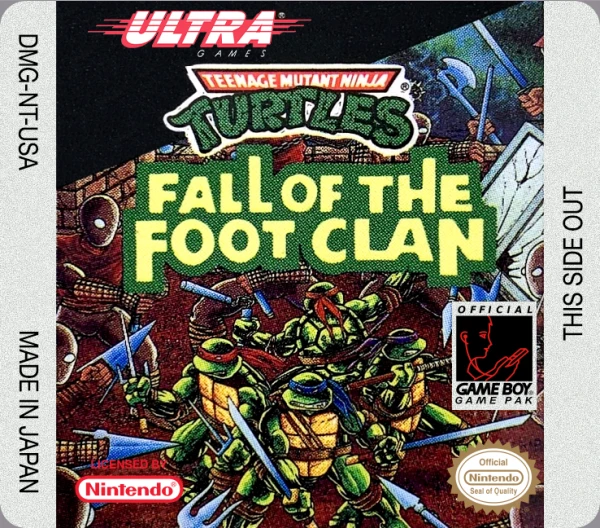 ULTRA®
GAMES
TEENAGE MUTANT NINJA
TURTLES®
FALL OF THE
FOOT CLAN
DMG-NT-USA
MADE IN JAPAN
THIS SIDE OUT
OFFICIAL
GAME BOY
GAME PAK
LICENSED BY
Nintendo®
Official
Nintendo
Seal of Quality